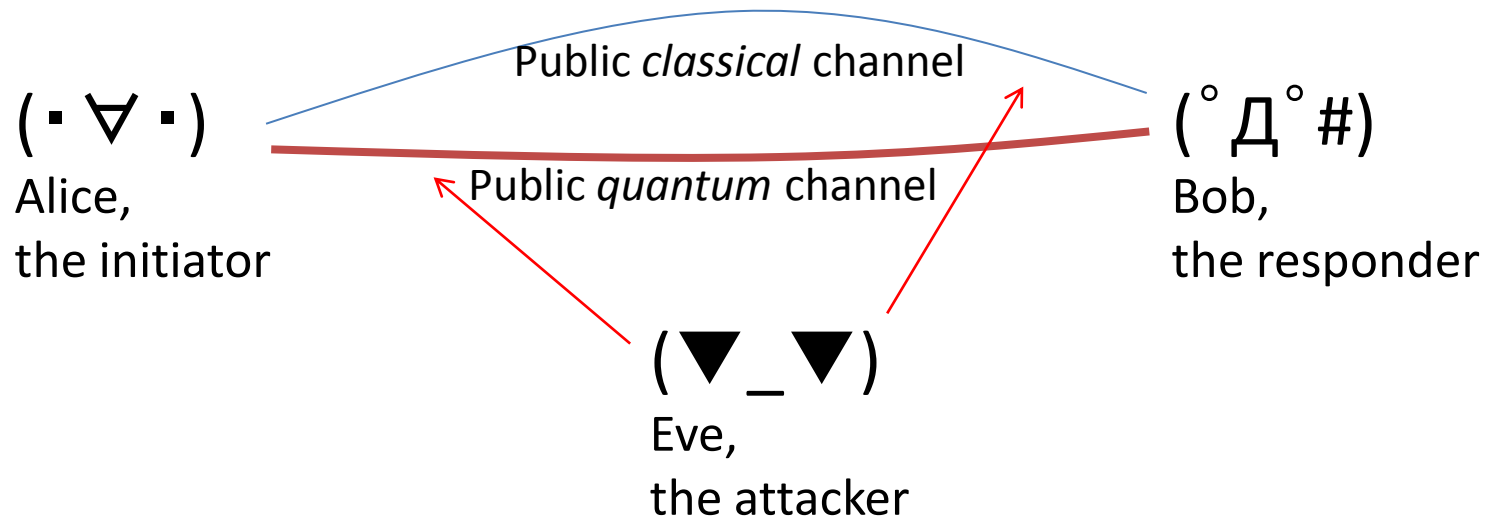 Public classical channel
(･∀･)
(ﾟДﾟ#)
Public quantum channel
Alice,
the initiator
Bob,
the responder
(▼_▼)
Eve,
the attacker